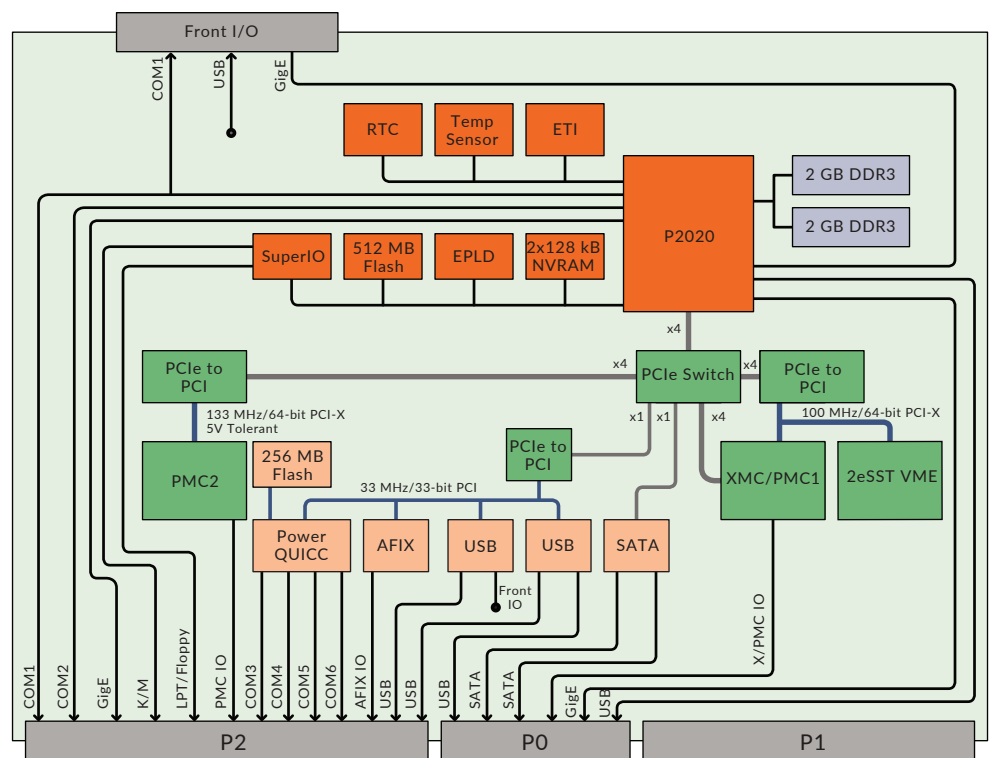 Front I/O
COM1
USB
GigE
RTC
Temp
Sensor
ETI
P2020
2 GB DDR3
2 GB DDR3
SuperIO
512 MB
Flash
EPLD
2x128 kB
NVRAM
x4
PCIe to
PCI
x4
PCIe Switch
x4
PCIe to
PCI
133 MHz/64-bit PCI-X
5V Tolerant
x1
x1
x4
100 MHz/64-bit PCI-X
PMC2
256 MB
Flash
PCIe to
PCI
XMC/PMC1
2eSST VME
33 MHz/33-bit PCI
Power
QUICC
AFIX
USB
USB
SATA
Front
IO
COM1
COM2
GigE
K/M
LPT/Floppy
PMC IO
COM3
COM4
COM5
COM6
AFIX IO
USB
USB
USB
SATA
SATA
GigE
USB
X/PMC IO
P2
P0
P1